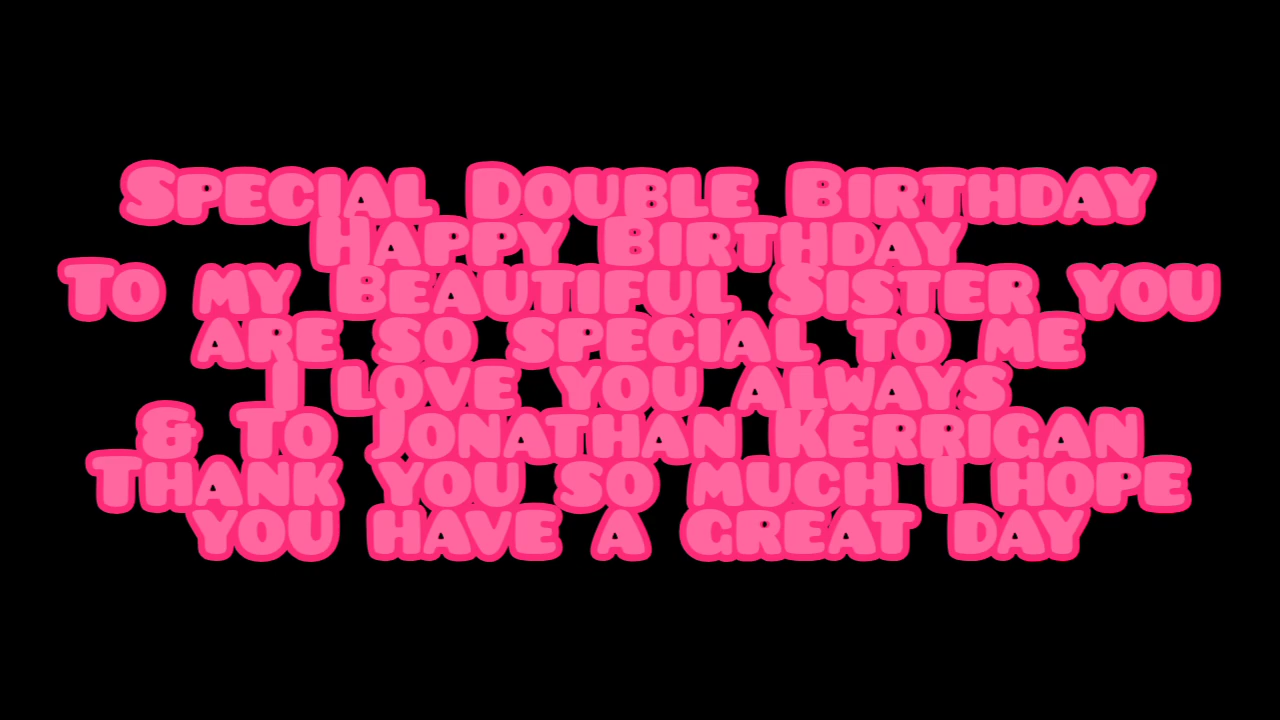 Special Double Birthday
Happy Birthday
To my Beautiful Sister you
are so special to me
I love you always
& To Jonathan Kerrigan
Thank you so much I hope
you have a great day